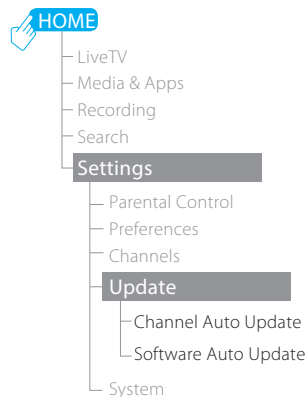 HOME
LiveTV
Media & Apps
Recording
Search
Settings
Parental Control
Preferences
Channels
Update
Channel Auto Update
Software Auto Update
System